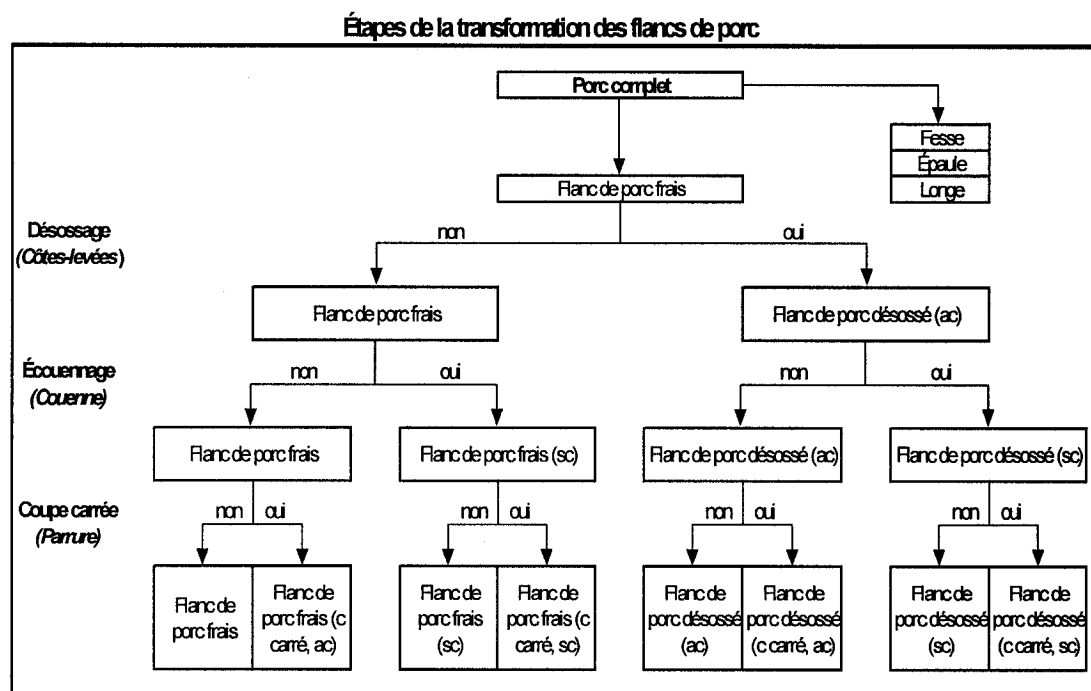 Étapes de la transformation des flancs de porc
Porc complet
Fesse
Épaule
Longe
Flanc de porc frais
Désossage
(Côtes-levées)
non
oui
Flanc de porc frais
Flanc de porc désossé (ac)
Écouennage
(Couenne)
non
oui
non
oui
Flanc de porc frais
Flanc de porc frais (sc)
Flanc de porc désossé (ac)
Flanc de porc désossé (sc)
Coupe carrée
(Parrure)
non
oui
non
oui
non
oui
non
oui
Flanc de
porc frais
Flanc de
porc frais (c
carré, ac)
Flanc de
porc frais
(sc)
Flanc de
porc frais (c
carré, sc)
Flanc de
porc désossé
(ac)
Flanc de
porc désossé
(c carré, ac)
Flanc de
porc désossé
(sc)
Flanc de
porc désossé
(c carré, sc)